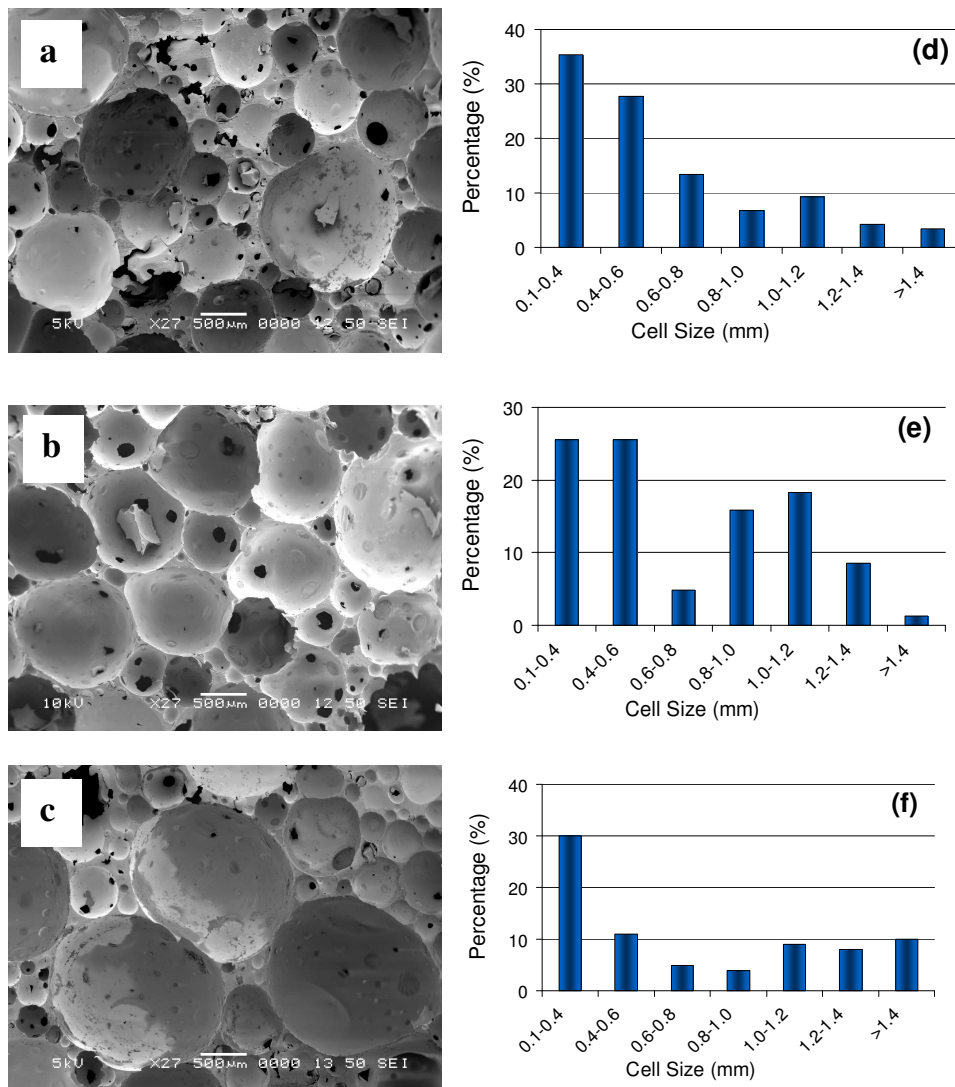 a
5kV X27 500µm 0000 12 50 SEI
(d)
Percentage (%)
40
30
20
10
0
0.1-0.4
0.4-0.6
0.6-0.8
0.8-1.0
1.0-1.2
1.2-1.4
>1.4
Cell Size (mm)
b
10kV X27 500µm 0000 12 50 SEI
(e)
Percentage (%)
30
20
10
0
0.1-0.4
0.4-0.6
0.6-0.8
0.8-1.0
1.0-1.2
1.2-1.4
>1.4
Cell Size (mm)
c
5kV X27 500µm 0000 13 50 SEI
(f)
Percentage (%)
40
30
20
10
0
0.1-0.4
0.4-0.6
0.6-0.8
0.8-1.0
1.0-1.2
1.2-1.4
>1.4
Cell Size (mm)